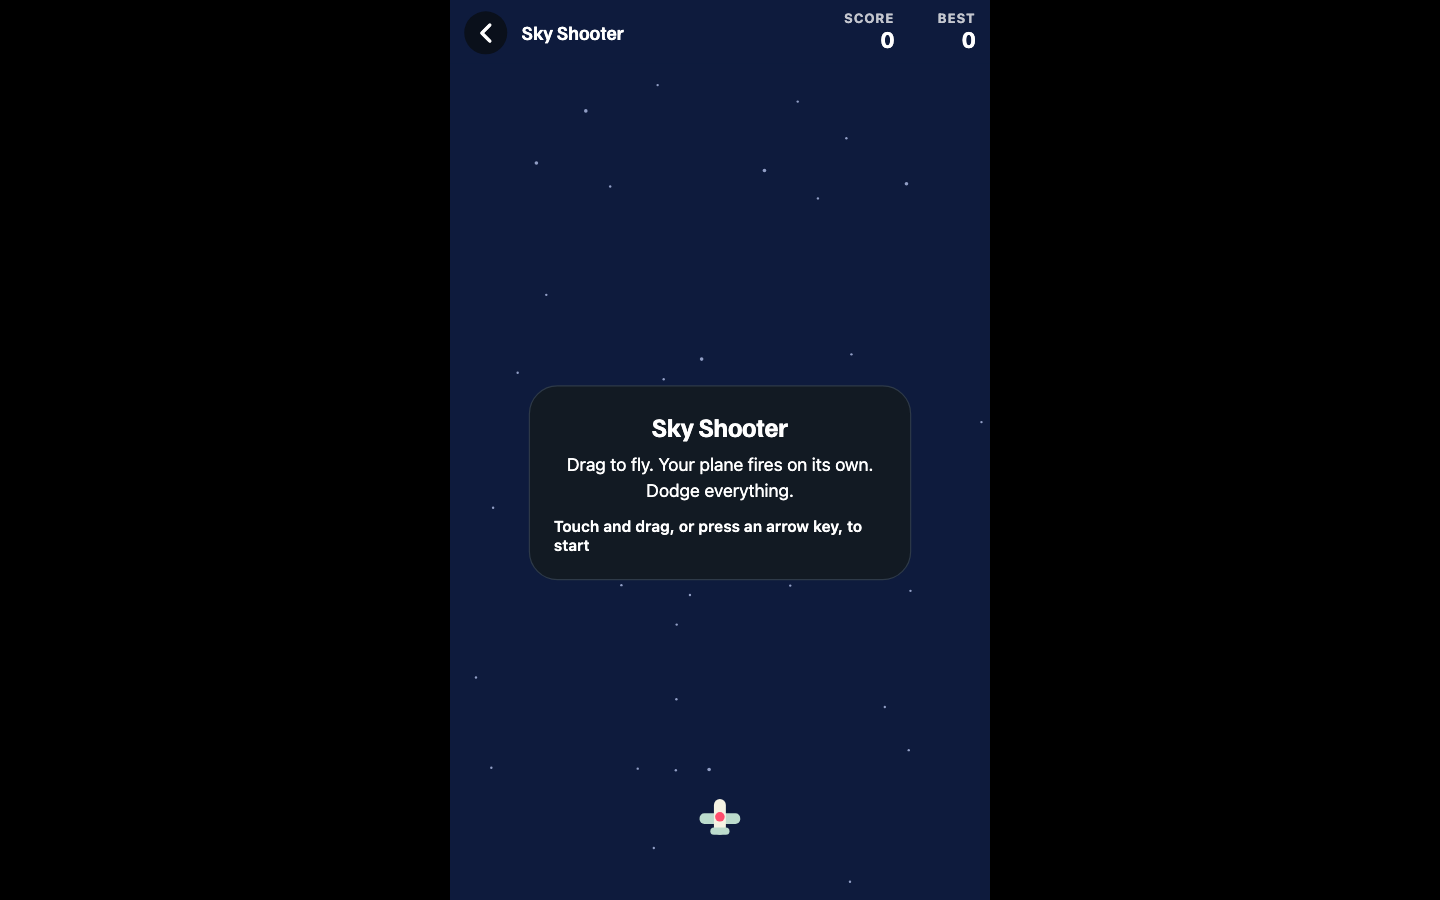 Sky Shooter
SCORE
0
BEST
0
Sky Shooter
Drag to fly. Your plane fires on its own.
Dodge everything.
Touch and drag, or press an arrow key, to
start